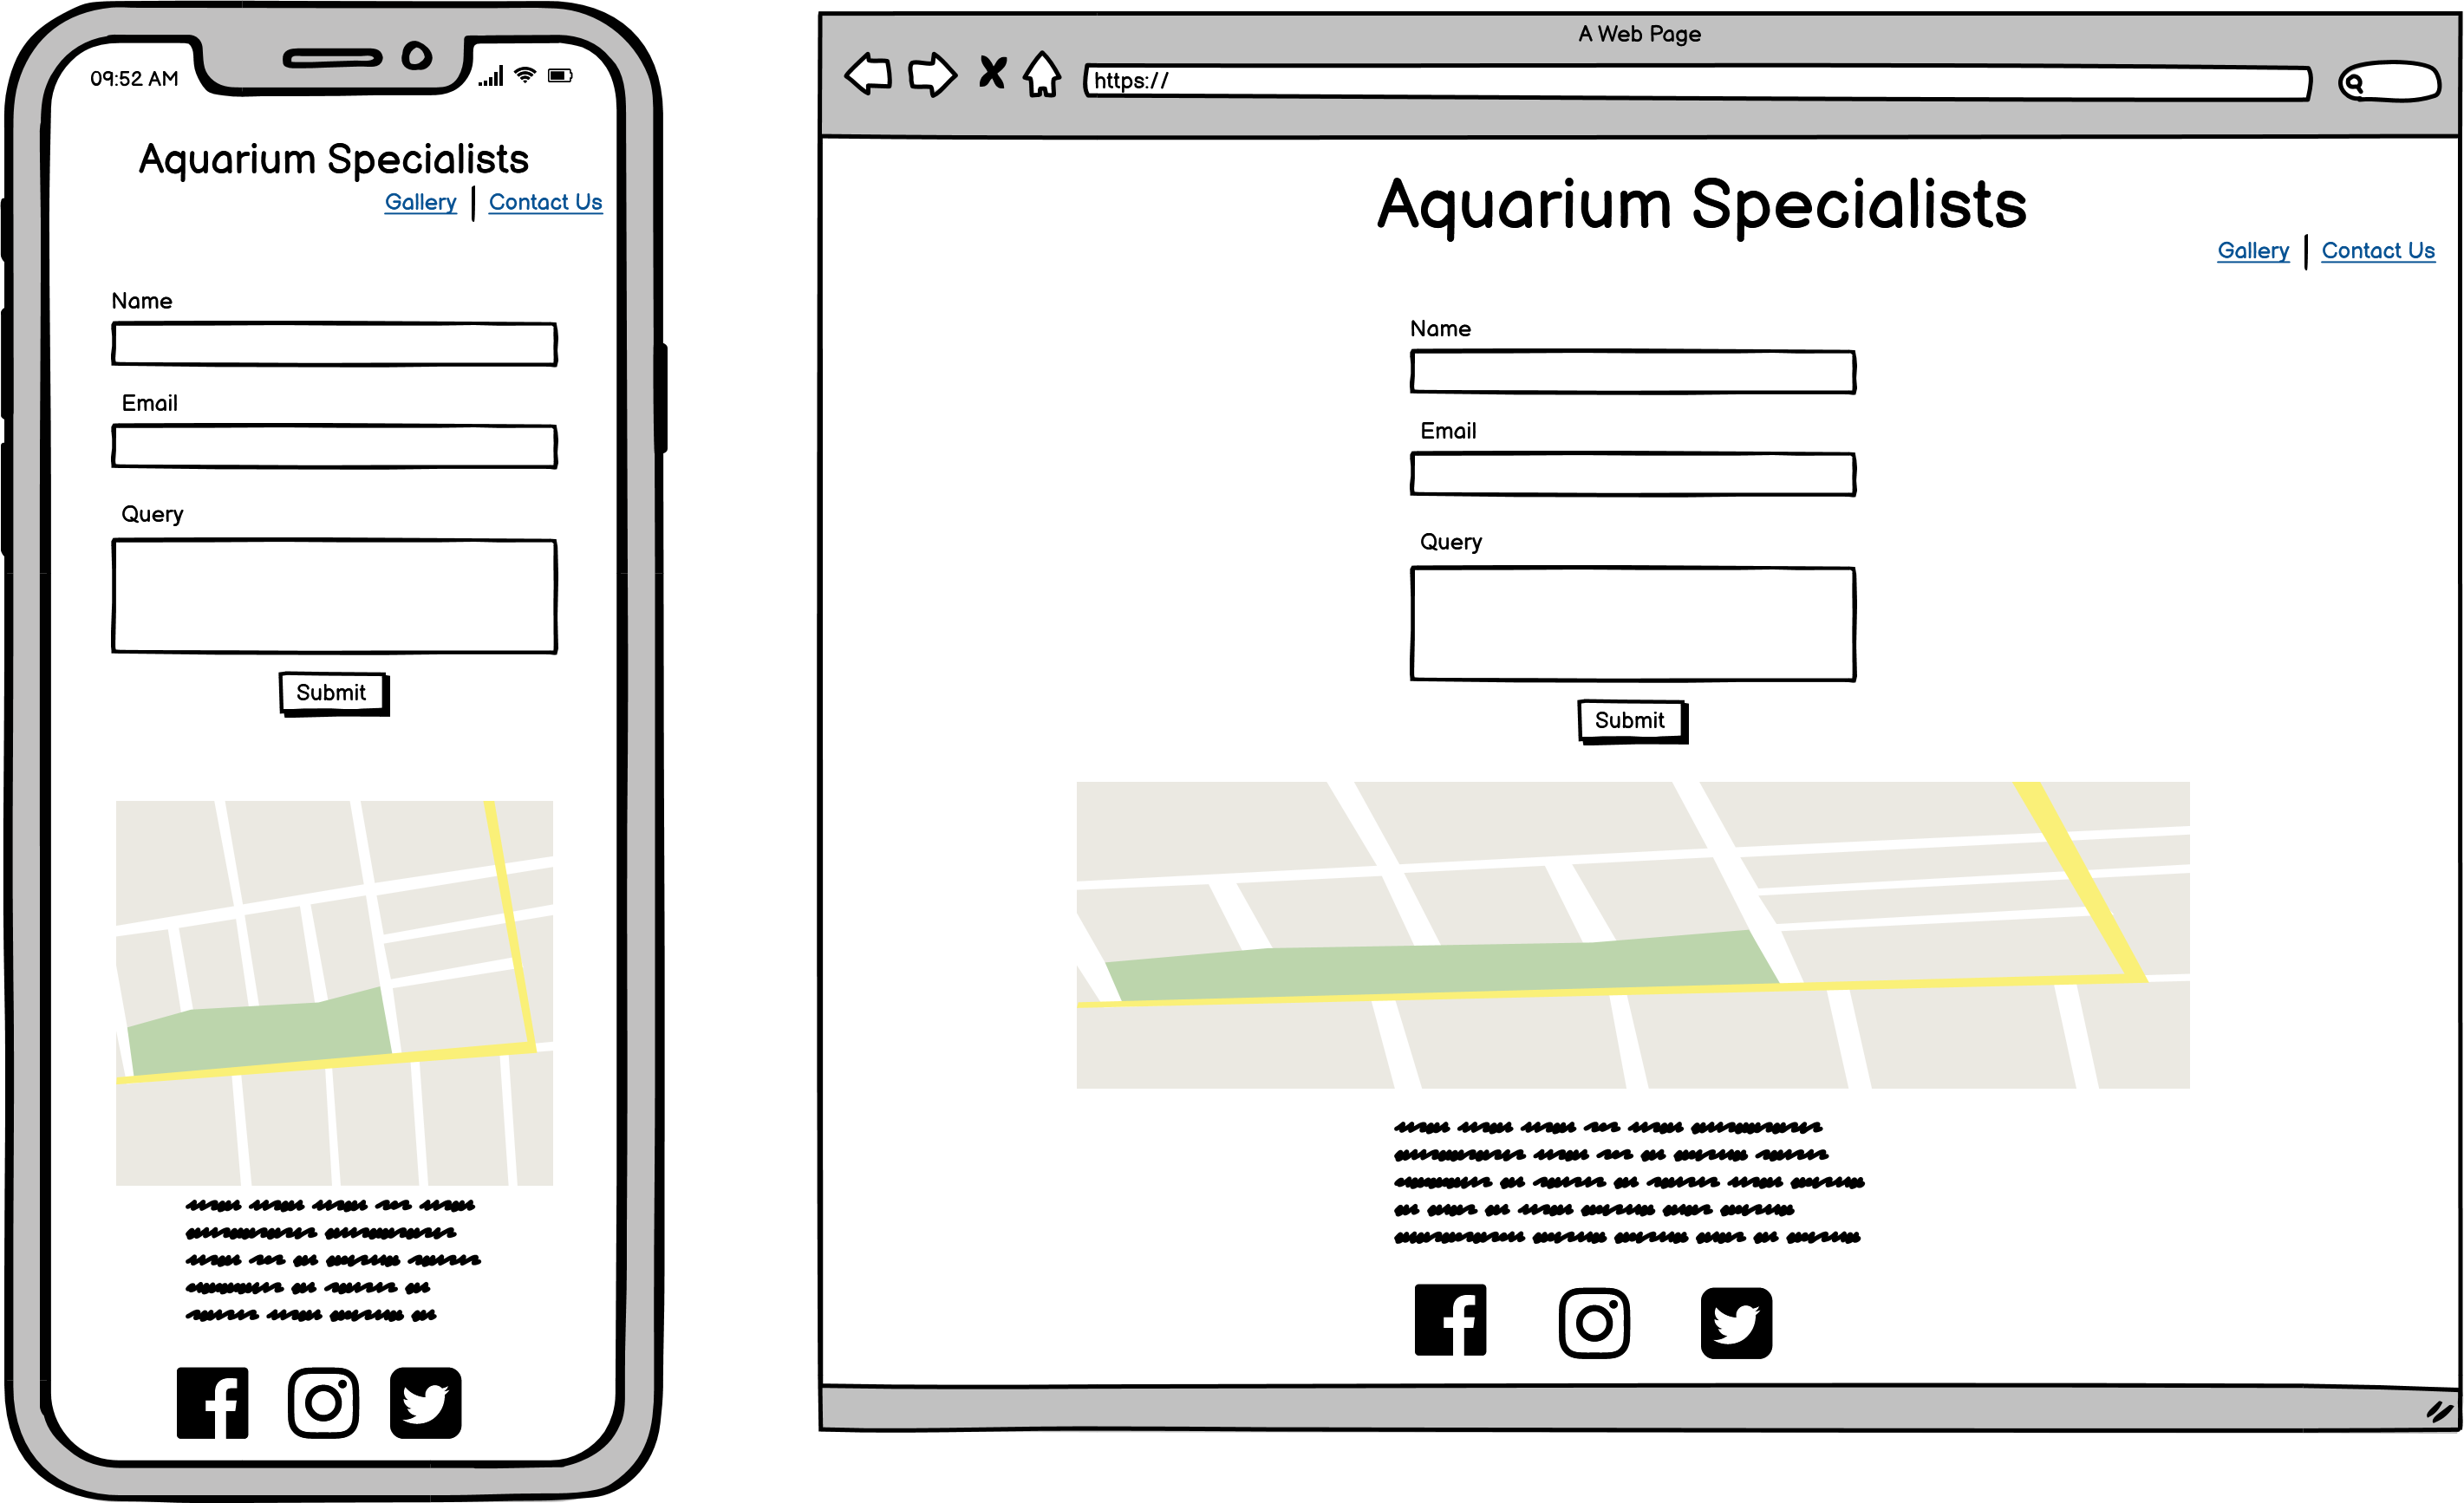 09:52 AM
Aquarium Specialists
Gallery | Contact Us
Name
Email
Query
Submit
A Web Page
https://
Aquarium Specialists
Gallery | Contact Us
Name
Email
Query
Submit